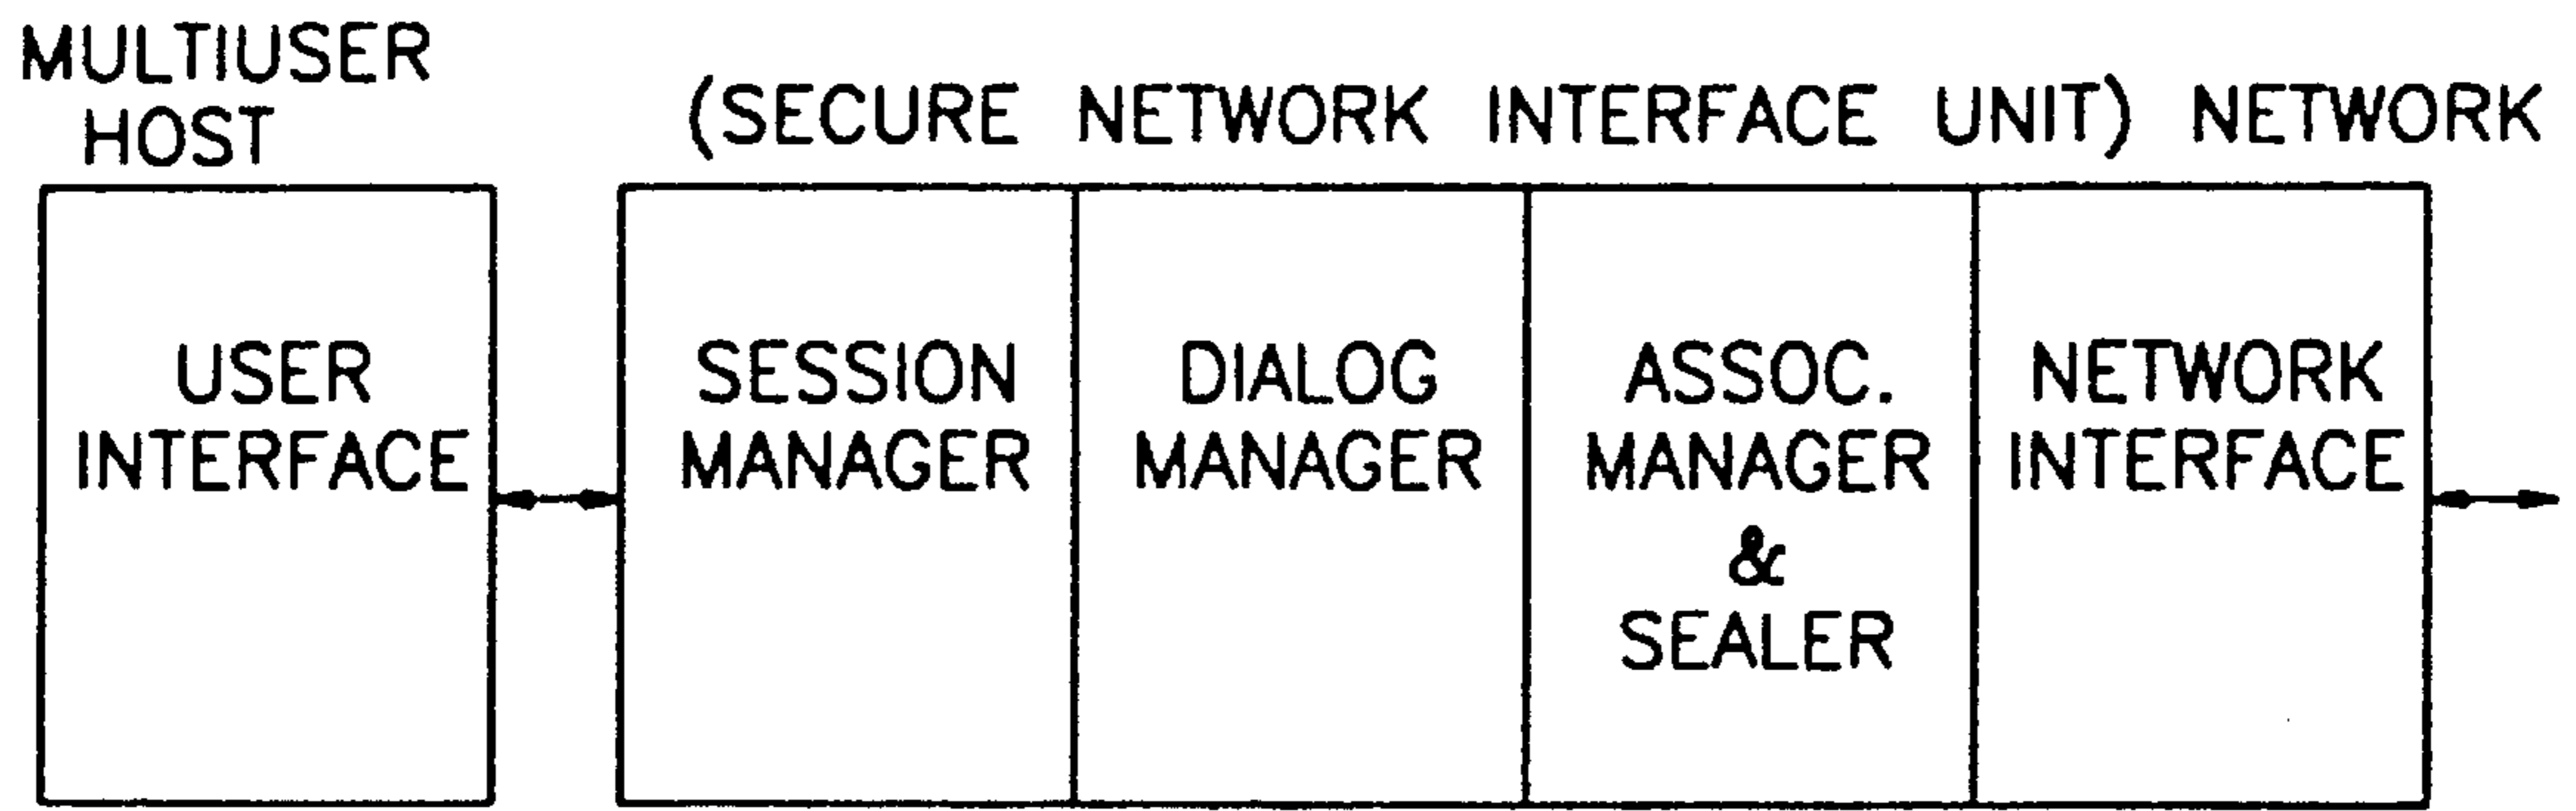 MULTIUSER
HOST
(SECURE NETWORK INTERFACE UNIT) NETWORK
USER
INTERFACE
SESSION
MANAGER
DIALOG
MANAGER
ASSOC.
MANAGER
&
SEALER
NETWORK
INTERFACE